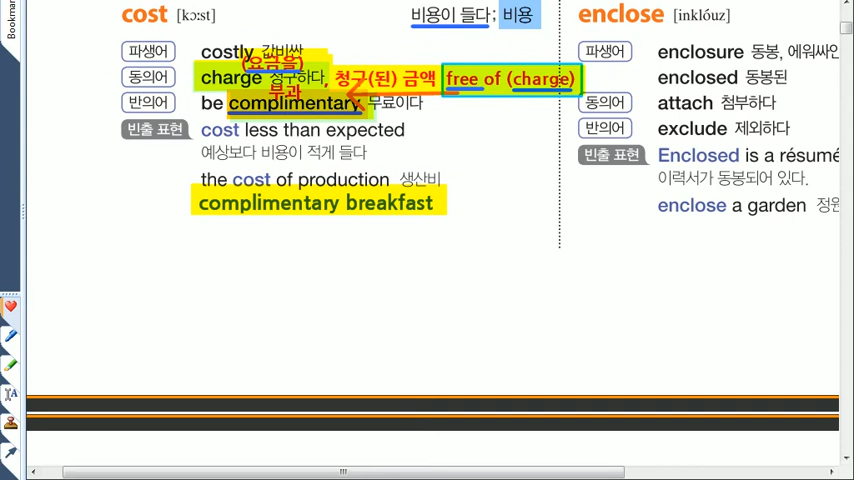 Bookmar
cost [kɔːst] 비용이 들다; 비용
파생어 costly 값비싼
(요금을)
동의어 charge 청구하다, 청구(된) 금액 free of (charge)
부과
반의어 be complimentary 무료이다
빈출 표현 cost less than expected
예상보다 비용이 적게 들다
the cost of production 생산비
complimentary breakfast
enclose [inklóuz]
파생어 enclosure 동봉, 에워싸인
enclosed 동봉된
동의어 attach 첨부하다
반의어 exclude 제외하다
빈출 표현 Enclosed is a résumé
이력서가 동봉되어 있다.
enclose a garden 정원